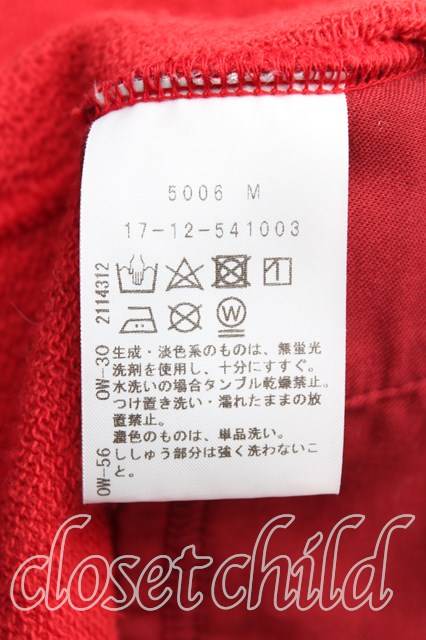 5006 M
17-12-541003
2114312
W
OW-30
生成・淡色系のものは、無蛍光
洗剤を使用し、十分にすすぐ。
水洗いの場合タンブル乾燥禁止。
つけ置き洗い・濡れたままの放
置禁止。
濃色のものは、単品洗い。
OW-56
ししゅう部分は強く洗わないこ
と。
closet child